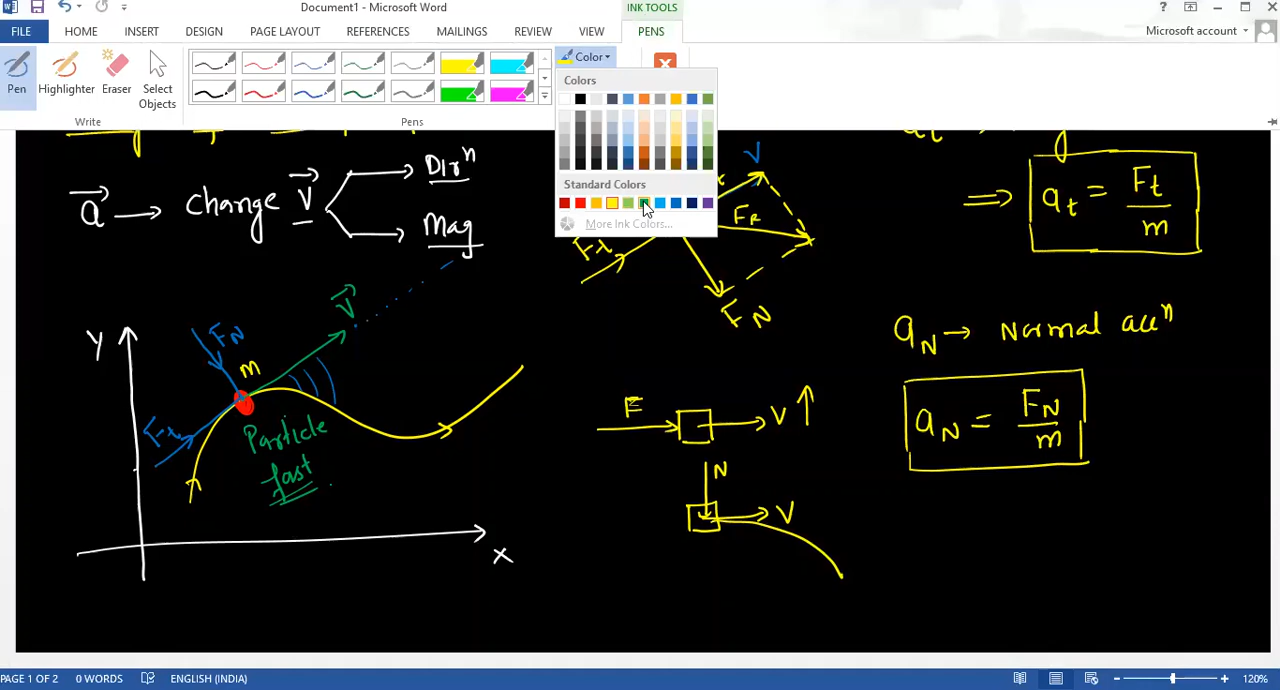 Document1 - Microsoft Word
INK TOOLS
FILE
HOME
INSERT
DESIGN
PAGE LAYOUT
REFERENCES
MAILINGS
REVIEW
VIEW
PENS
Microsoft account
Pen
Highlighter
Eraser
Select
Objects
Write
Pens
Color
Colors
Standard Colors
More Ink Colors...
a → change V
Dirⁿ
Mag
V
FR
Ft
FN
⇒ at = Ft/m
aN → Normal accⁿ
aN = FN/m
Y
FN
m
V
Ft
Particle
fast
X
F
V ↑
N
V
PAGE 1 OF 2
0 WORDS
ENGLISH (INDIA)
120%